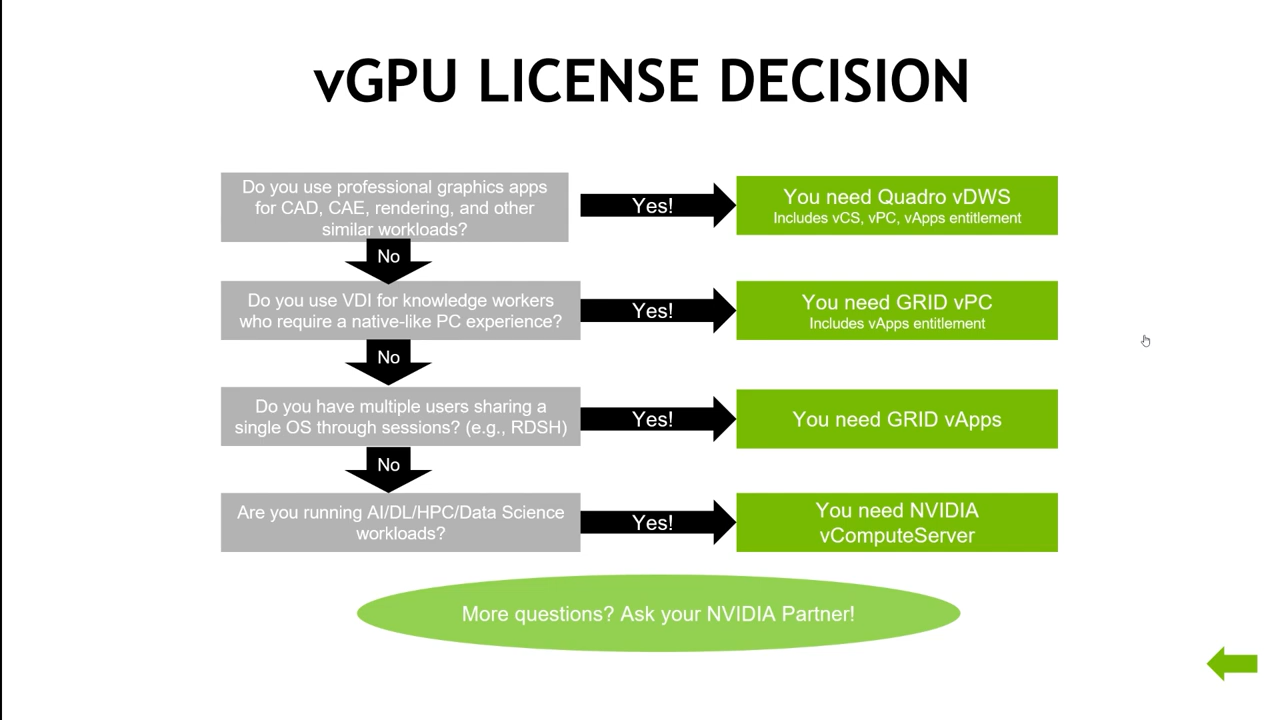 vGPU LICENSE DECISION
Do you use professional graphics apps
for CAD, CAE, rendering, and other
similar workloads?
Yes!
You need Quadro vDWS
Includes vCS, vPC, vApps entitlement
No
Do you use VDI for knowledge workers
who require a native-like PC experience?
Yes!
You need GRID vPC
Includes vApps entitlement
No
Do you have multiple users sharing a
single OS through sessions? (e.g., RDSH)
Yes!
You need GRID vApps
No
Are you running AI/DL/HPC/Data Science
workloads?
Yes!
You need NVIDIA
vComputeServer
More questions? Ask your NVIDIA Partner!